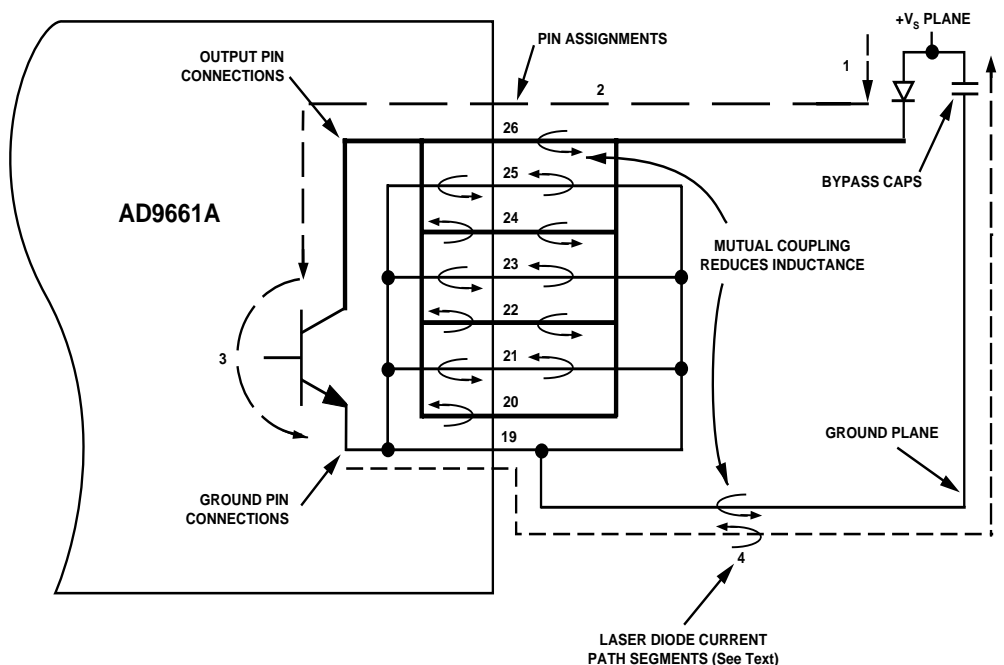 +VS PLANE
PIN ASSIGNMENTS
OUTPUT PIN
CONNECTIONS
1
2
26
25
BYPASS CAPS
AD9661A
24
MUTUAL COUPLING
REDUCES INDUCTANCE
23
22
3
21
20
19
GROUND PLANE
GROUND PIN
CONNECTIONS
4
LASER DIODE CURRENT
PATH SEGMENTS (See Text)